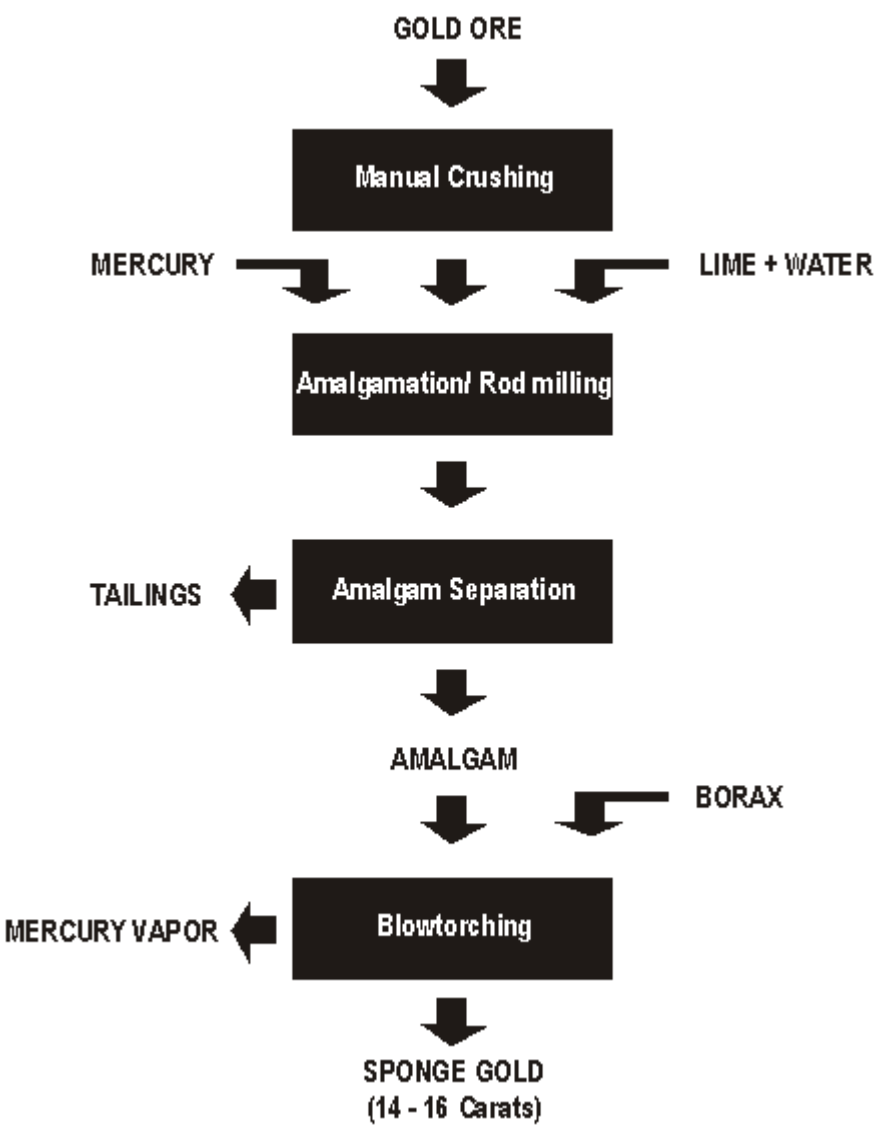 GOLD ORE
Manual Crushing
MERCURY
LIME + WATER
Amalgamation/ Rod milling
TAILINGS
Amalgam Separation
AMALGAM
BORAX
MERCURY VAPOR
Blowtorching
SPONGE GOLD
(14 - 16 Carats)